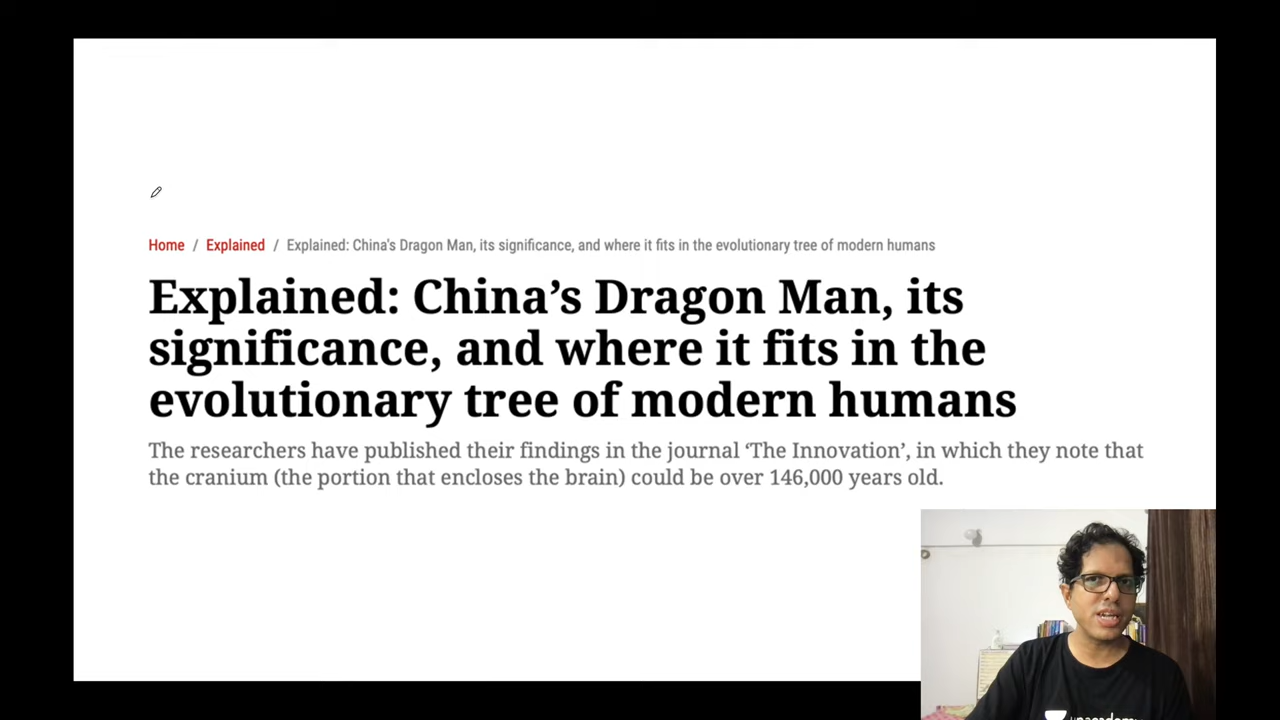 Home / Explained / Explained: China's Dragon Man, its significance, and where it fits in the evolutionary tree of modern humans
Explained: China’s Dragon Man, its
significance, and where it fits in the
evolutionary tree of modern humans
The researchers have published their findings in the journal ‘The Innovation’, in which they note that
the cranium (the portion that encloses the brain) could be over 146,000 years old.